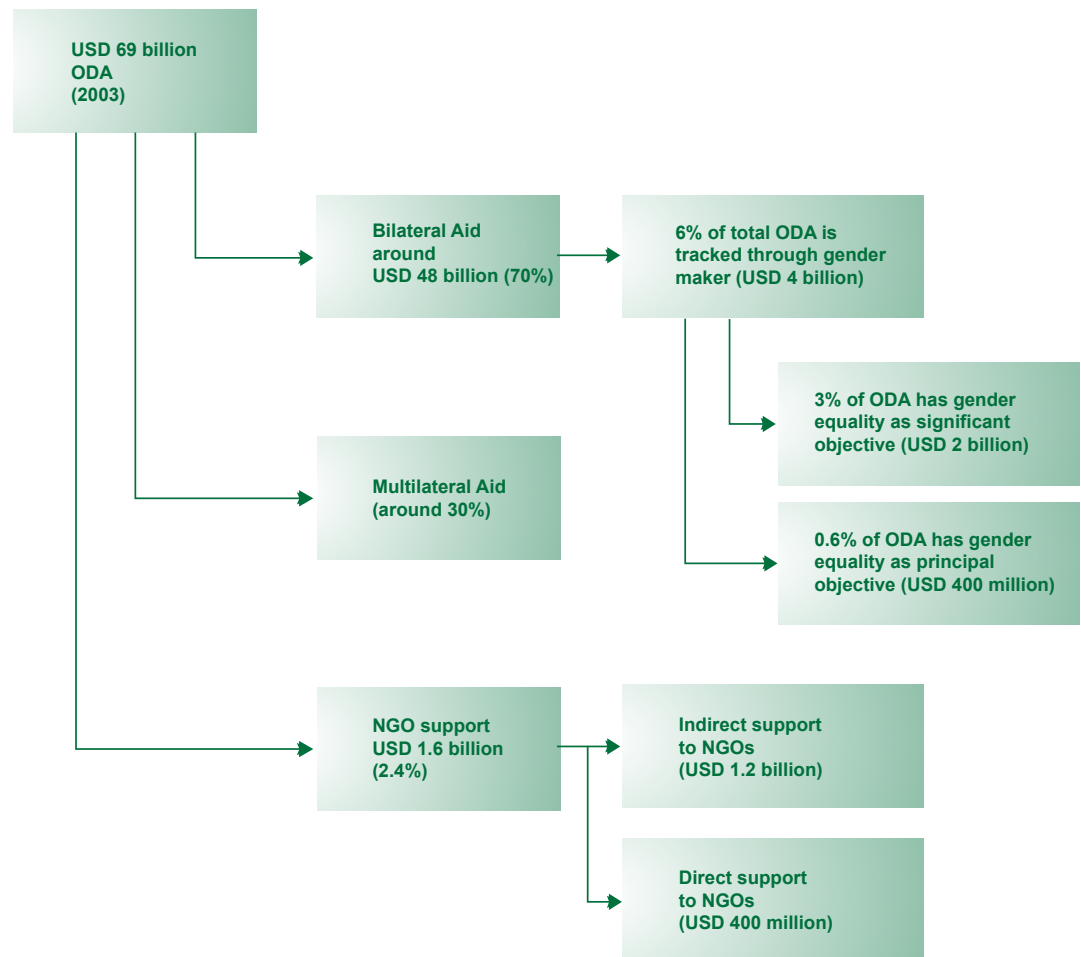 USD 69 billion
ODA
(2003)
Bilateral Aid
around
USD 48 billion (70%)
6% of total ODA is
tracked through gender
maker (USD 4 billion)
3% of ODA has gender
equality as significant
objective (USD 2 billion)
Multilateral Aid
(around 30%)
0.6% of ODA has gender
equality as principal
objective (USD 400 million)
NGO support
USD 1.6 billion
(2.4%)
Indirect support
to NGOs
(USD 1.2 billion)
Direct support
to NGOs
(USD 400 million)